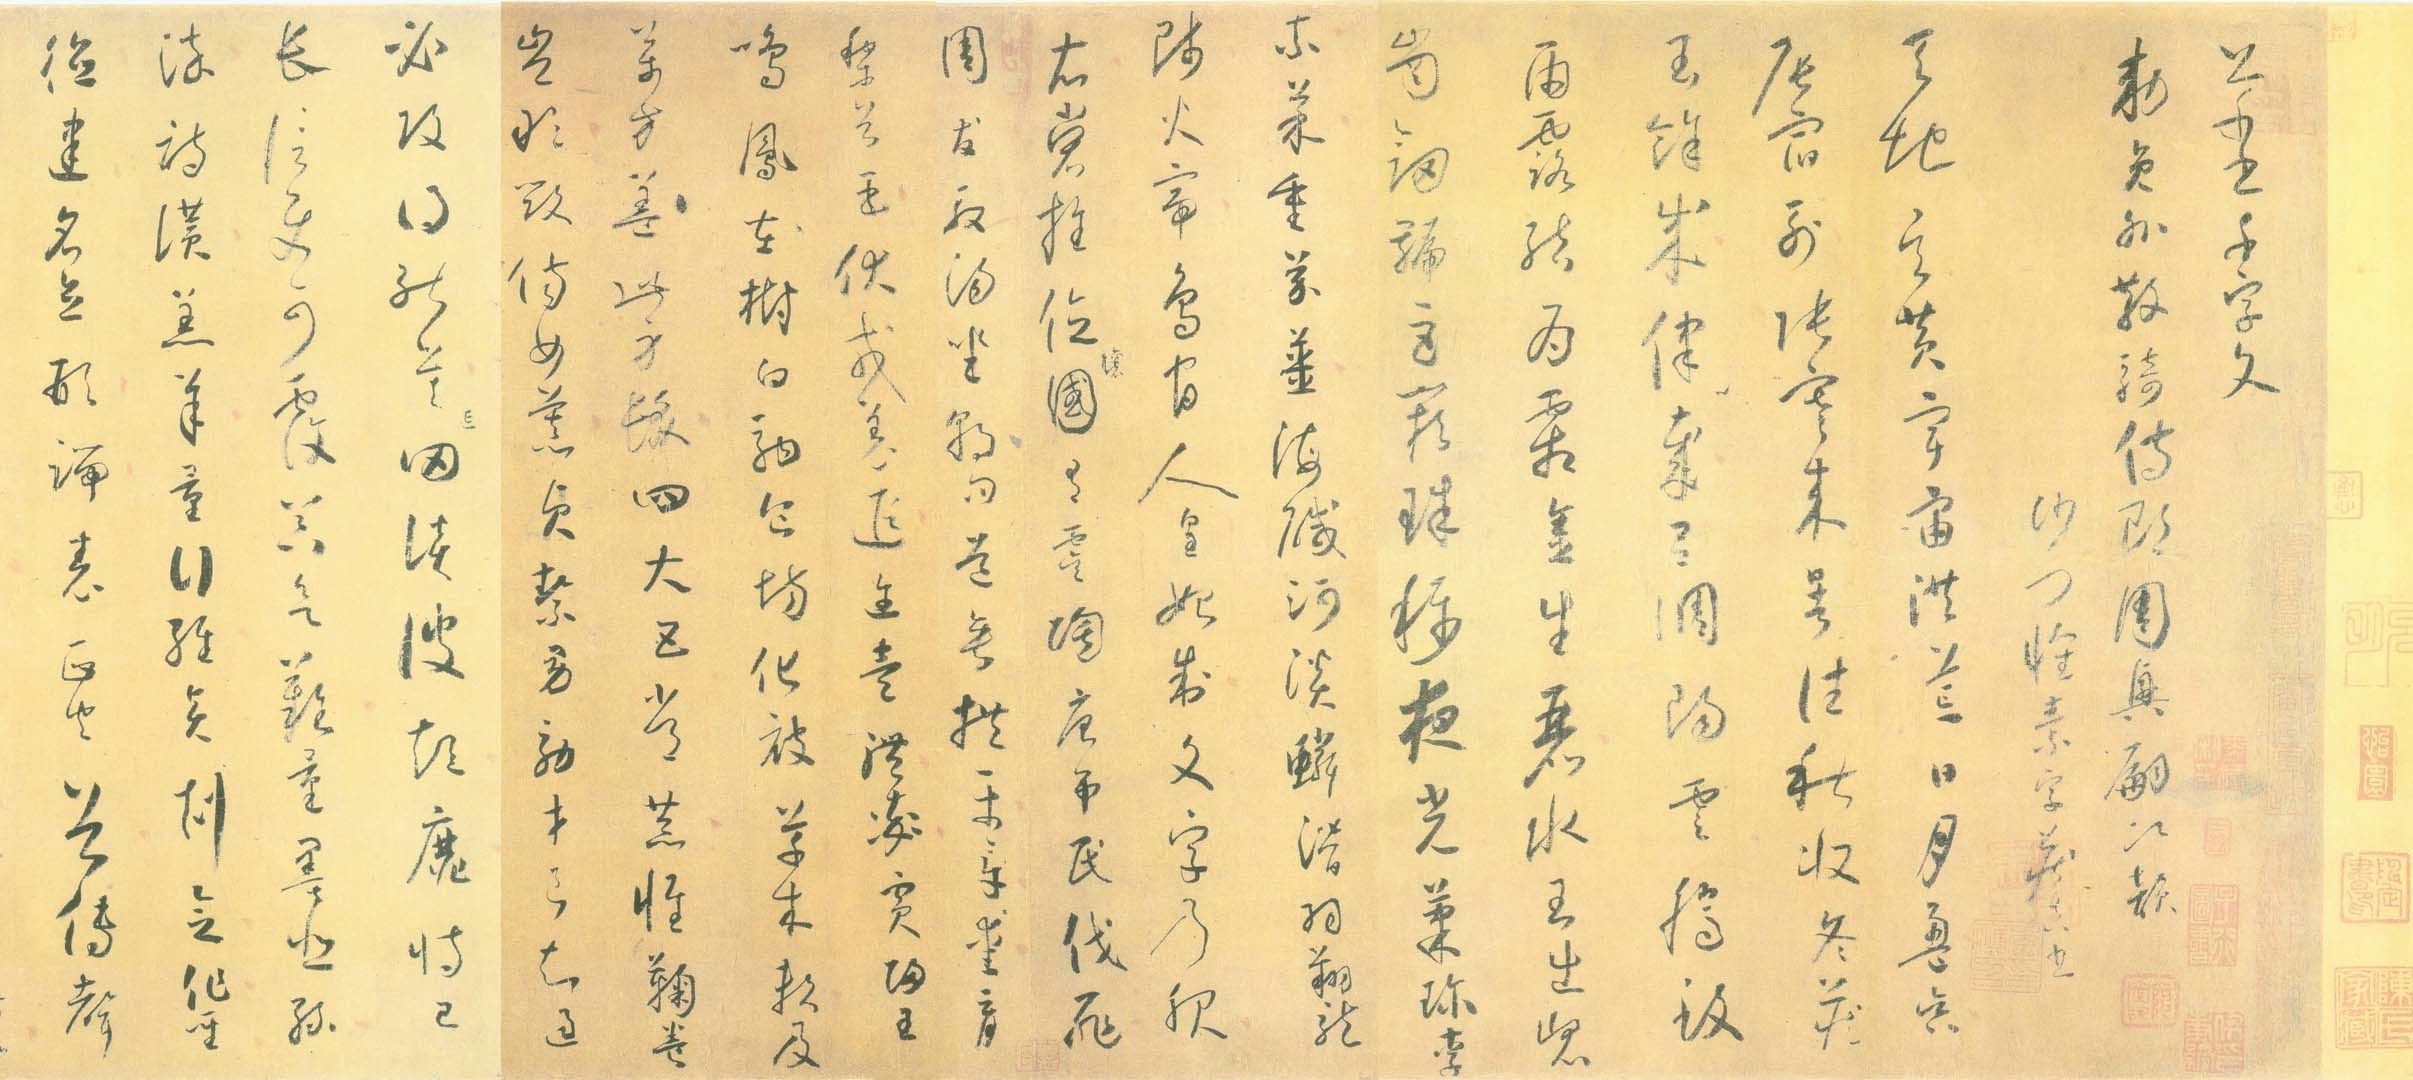 草書千字文
敕員外散騎侍郎周興嗣次韻
沙門懷素字藏真書
天地玄黃宇宙洪荒日月盈昃
辰宿列張寒來暑往秋收冬藏
閏餘成律歲呂調陽雲騰致
雨露結為霜金生麗水玉出崑
崗劍號巨闕珠稱夜光菓珍李
柰菜重芥薑海鹹河淡鱗潛羽翔龍
師火帝鳥官人皇始制文字乃服
衣裳推位讓國有虞陶唐弔民伐罪
周發殷湯坐朝問道垂拱平章愛育
黎首臣伏戎羌遐邇壹體率賓歸王
鳴鳳在樹白駒食場化被草木賴及
萬方蓋此身髮四大五常恭惟鞠養
豈敢毀傷女慕貞潔男效才良知過
必改得能莫忘罔談彼短靡恃己
長信使可覆器欲難量墨悲絲
染詩讚羔羊景行維賢剋念作聖
德建名立形端表正空谷傳聲